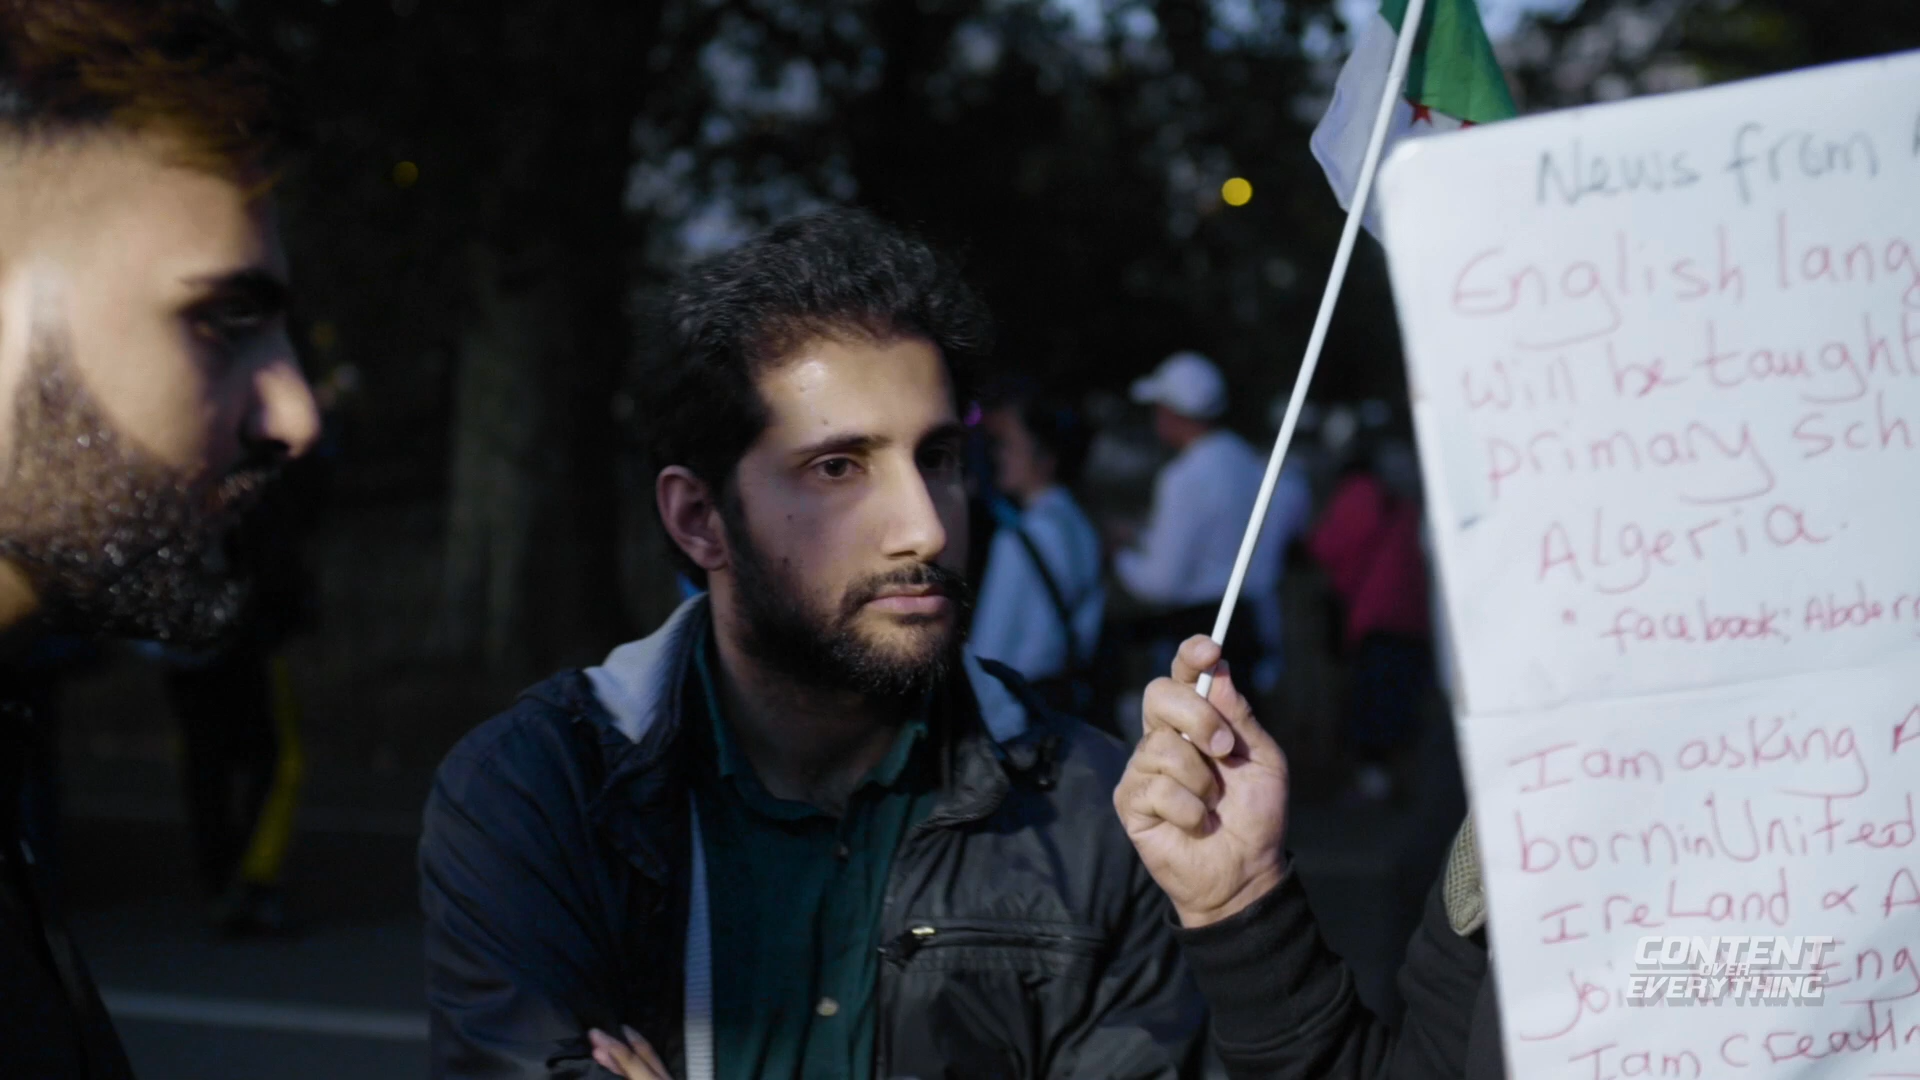 News from
English lang
will be taught
primary Sch
Algeria.
facebook; Abder
I am asking A
born in United
IreLand & A
join Eng
I am creatin
CONTENT
OVER
EVERYTHING